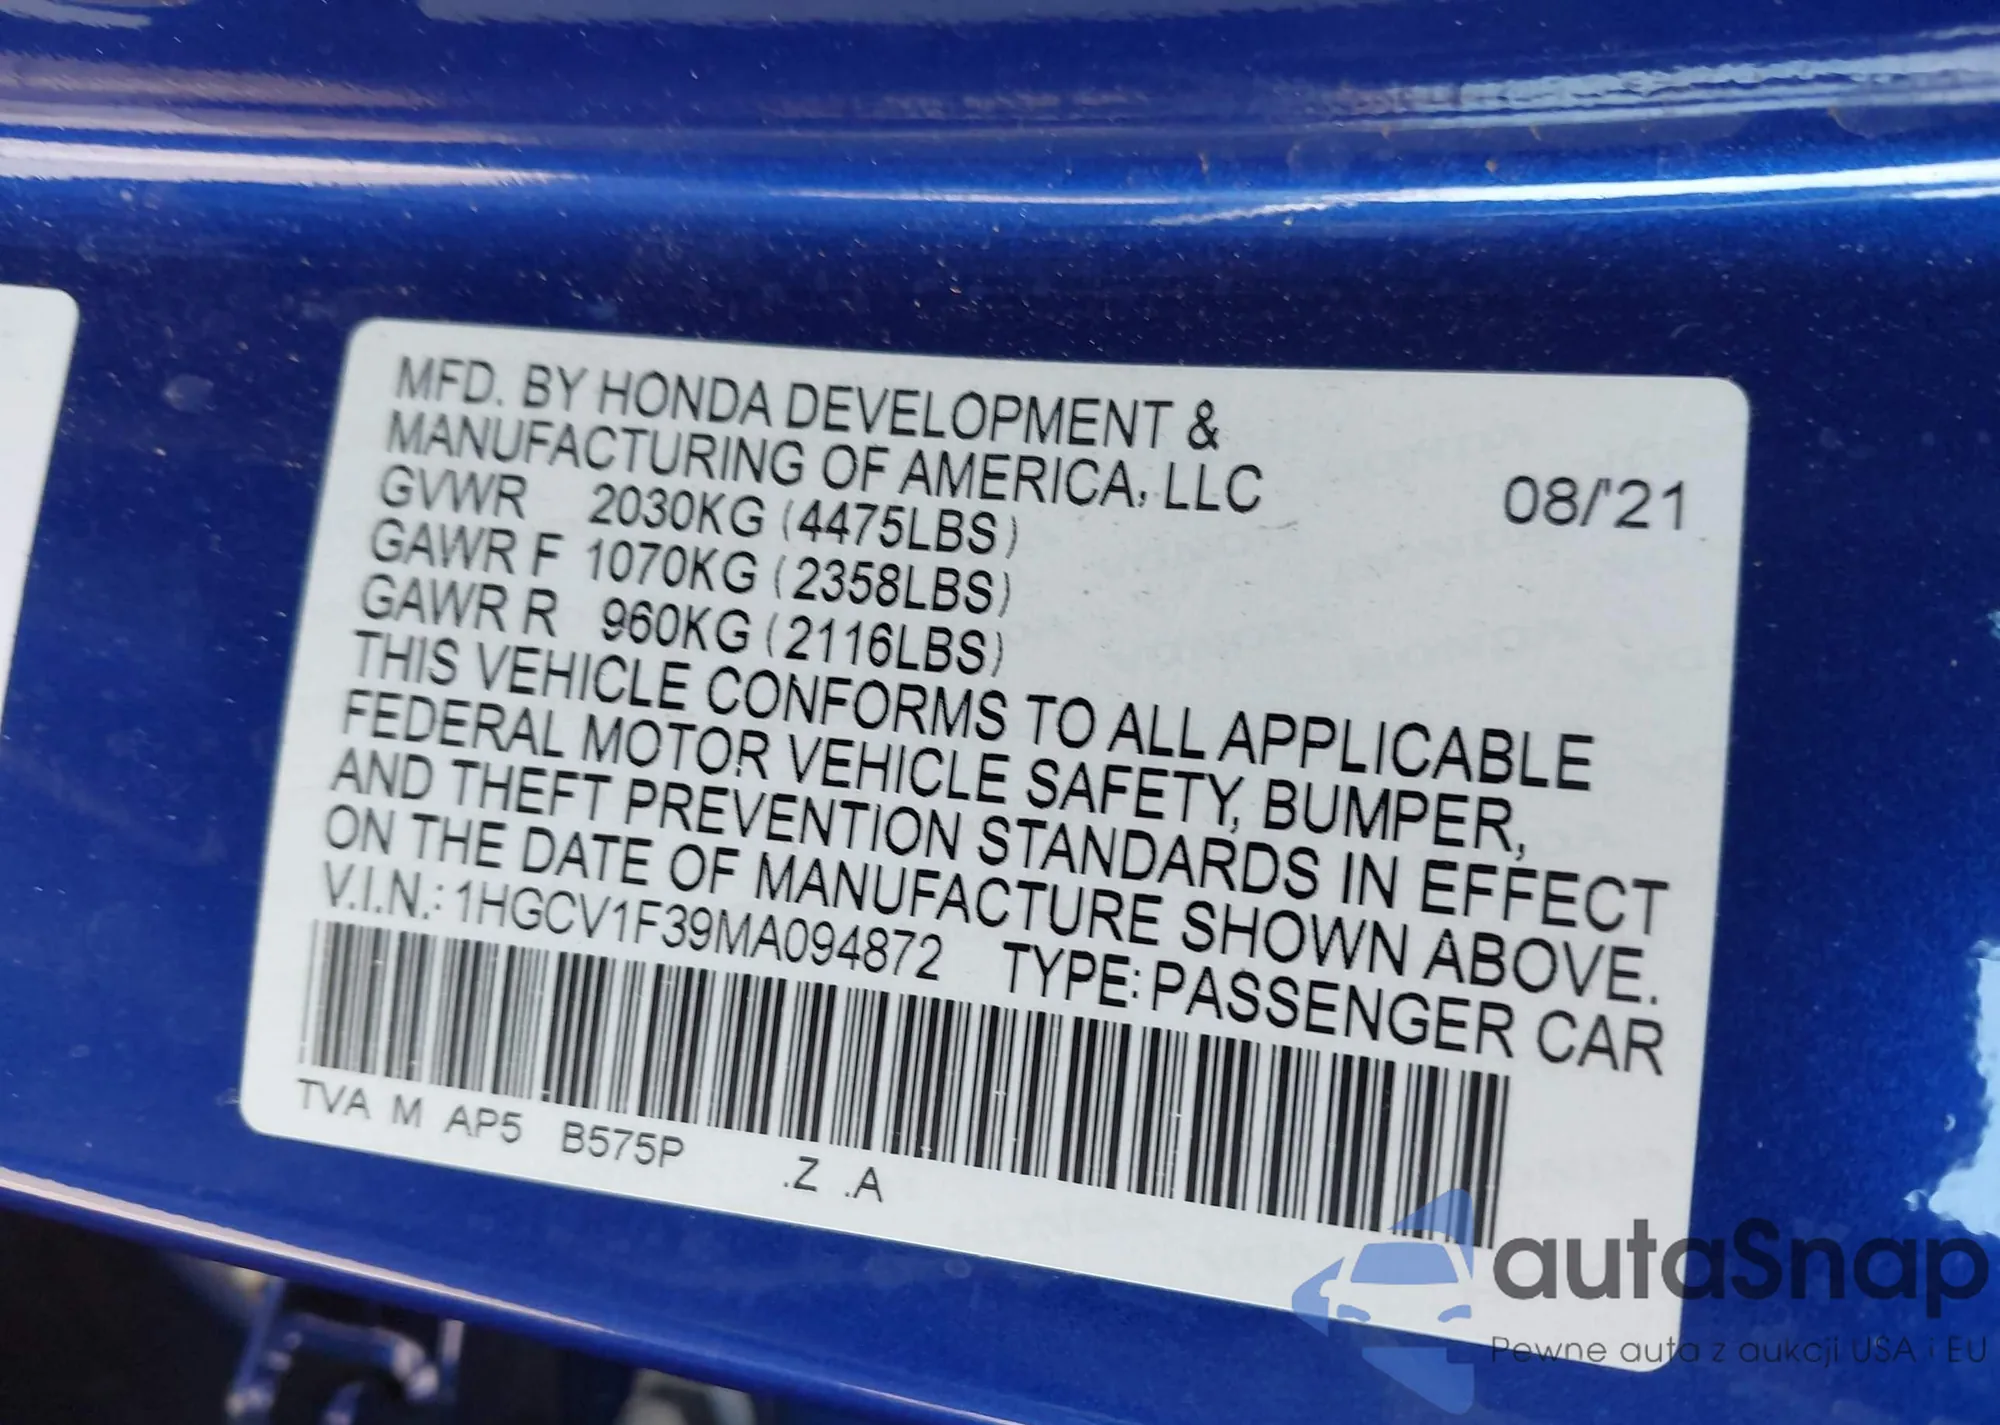 MFD. BY HONDA DEVELOPMENT &
MANUFACTURING OF AMERICA, LLC 08/'21
GVWR 2030KG (4475LBS)
GAWR F 1070KG (2358LBS)
GAWR R 960KG (2116LBS)
THIS VEHICLE CONFORMS TO ALL APPLICABLE
FEDERAL MOTOR VEHICLE SAFETY, BUMPER,
AND THEFT PREVENTION STANDARDS IN EFFECT
ON THE DATE OF MANUFACTURE SHOWN ABOVE.
V.I.N.: 1HGCV1F39MA094872 TYPE: PASSENGER CAR
TVA M AP5 B575P .Z .A
autaSnap
Pewne auta z aukcji USA i EU